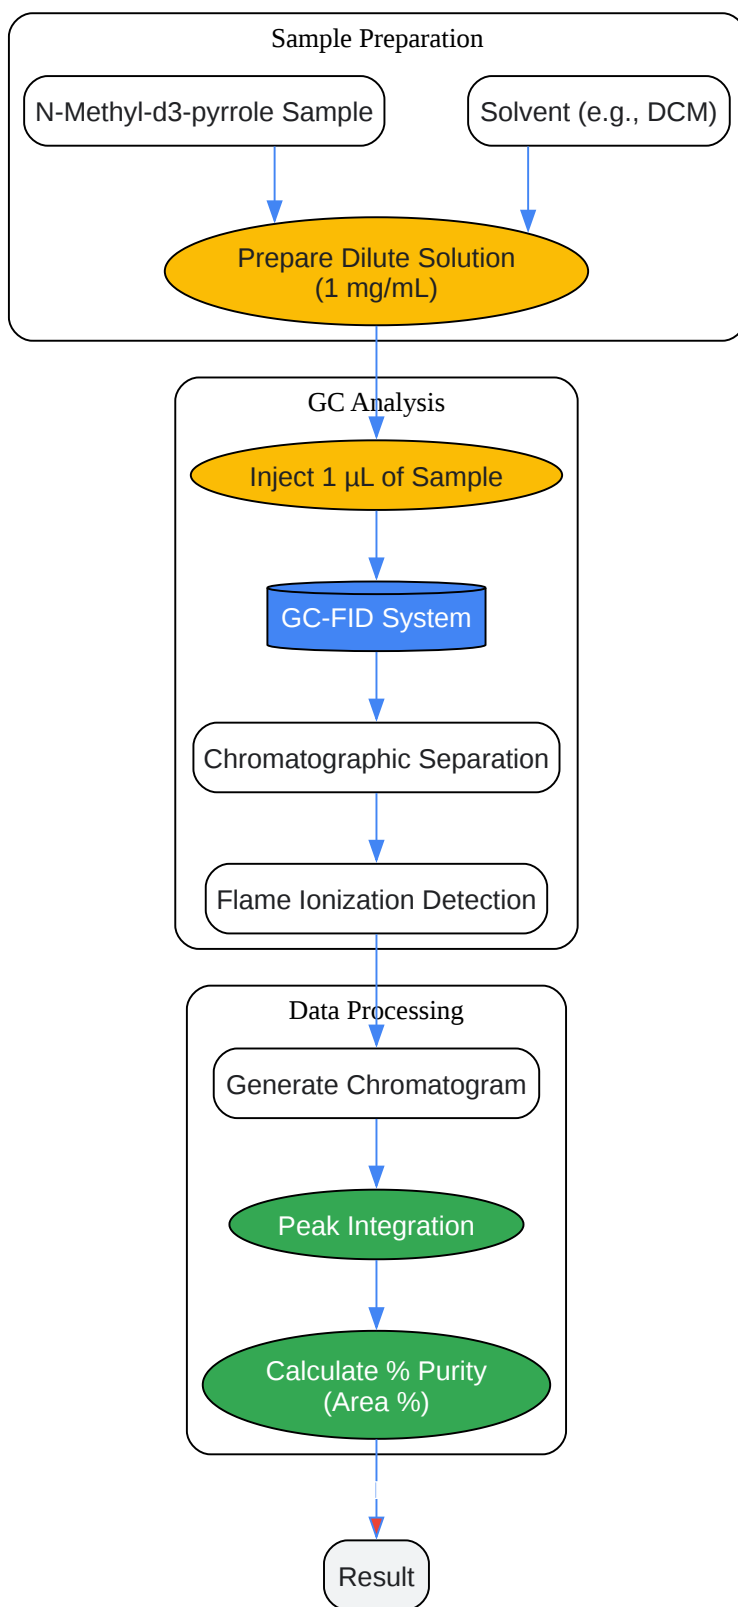 Sample Preparation
N-Methyl-d3-pyrrole Sample
Solvent (e.g., DCM)
Prepare Dilute Solution
(1 mg/mL)
GC Analysis
Inject 1 µL of Sample
GC-FID System
Chromatographic Separation
Flame Ionization Detection
Data Processing
Generate Chromatogram
Peak Integration
Calculate % Purity
(Area %)
Result